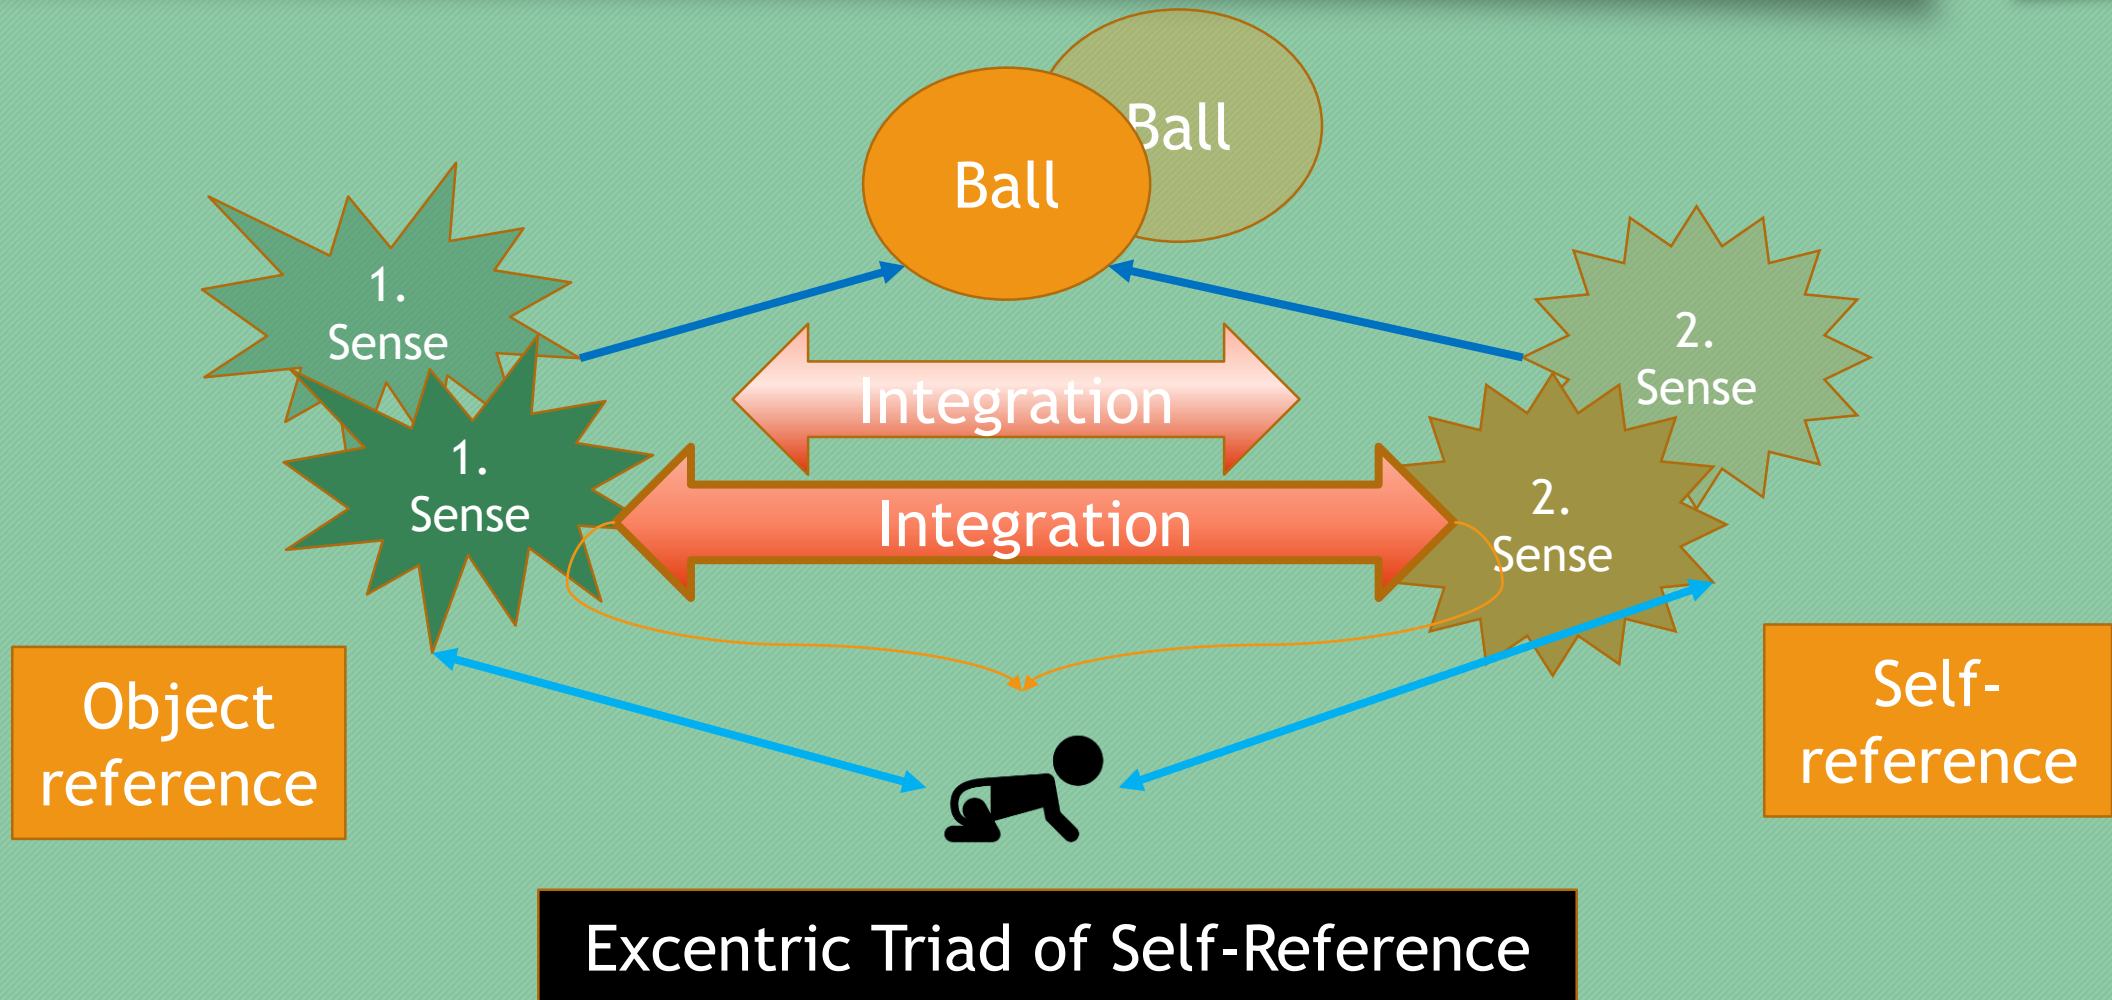 Ball
Ball
1.
Sense
2.
Sense
Integration
1.
Sense
Integration
2.
Sense
Object
reference
Self-
reference
Excentric Triad of Self-Reference